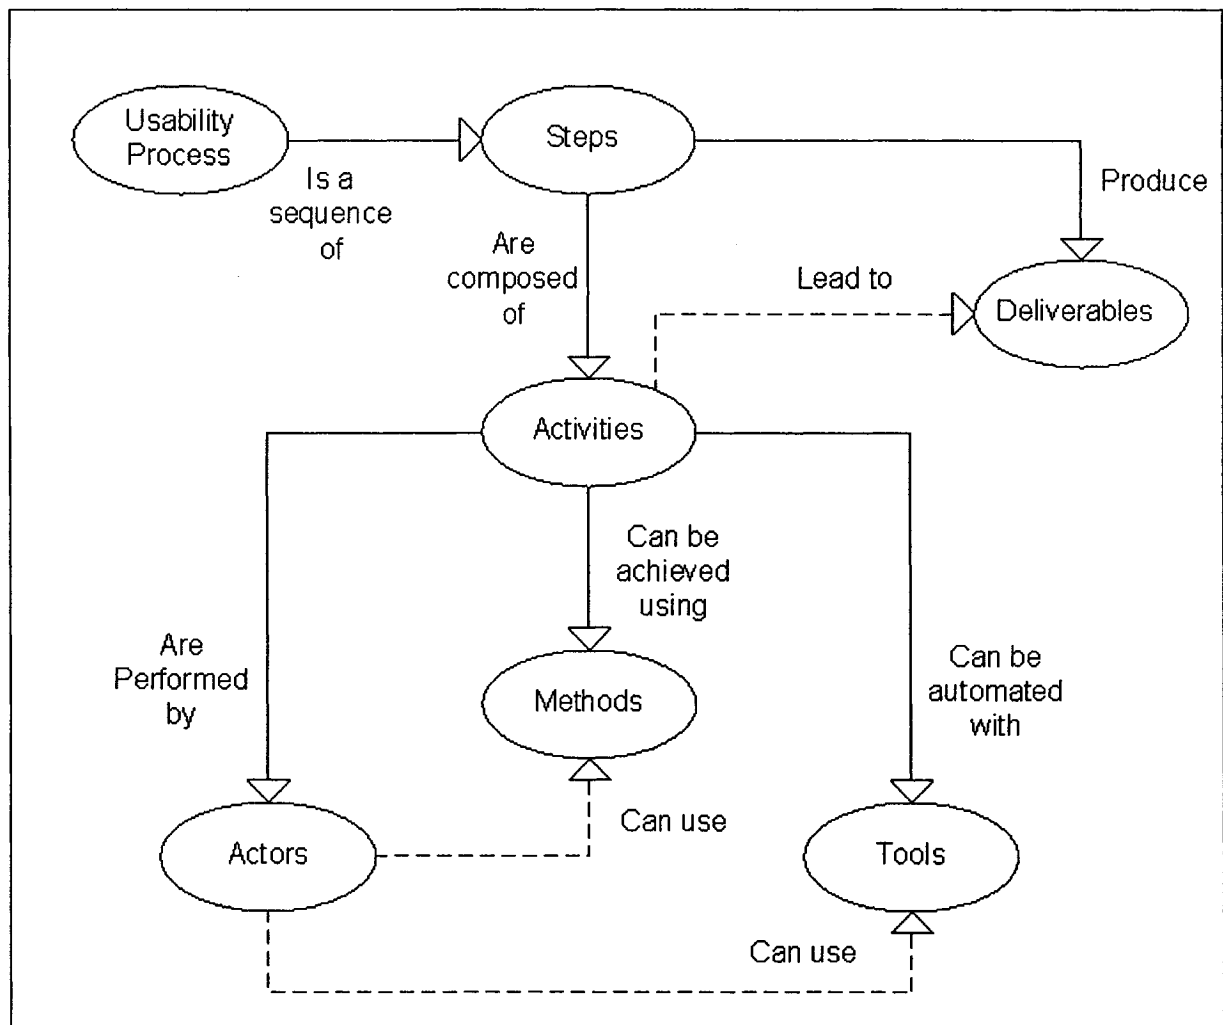 Usability
Process
Is a
sequence
of
Steps
Produce
Are
composed
of
Lead to
Deliverables
Activities
Can be
achieved
using
Are
Performed
by
Methods
Can be
automated
with
Can use
Actors
Tools
Can use